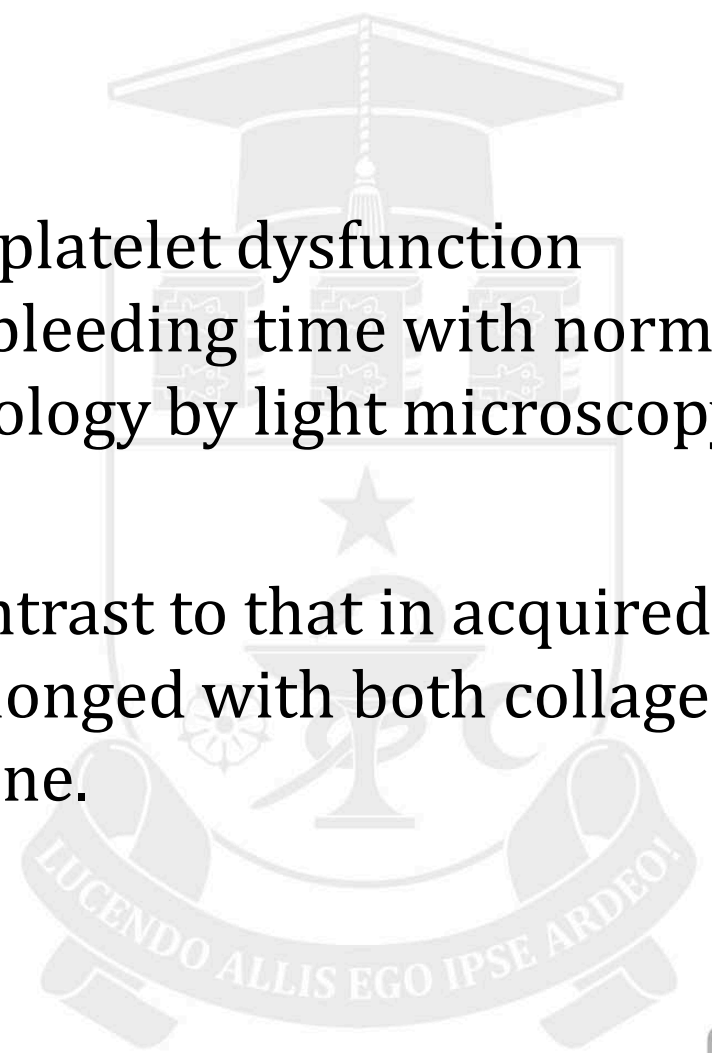 platelet dysfunction
bleeding time with norm
ology by light microscopy
ntrast to that in acquired
longed with both collage
ne.
LUCENDO ALLIS EGO IPSE ARDEO!